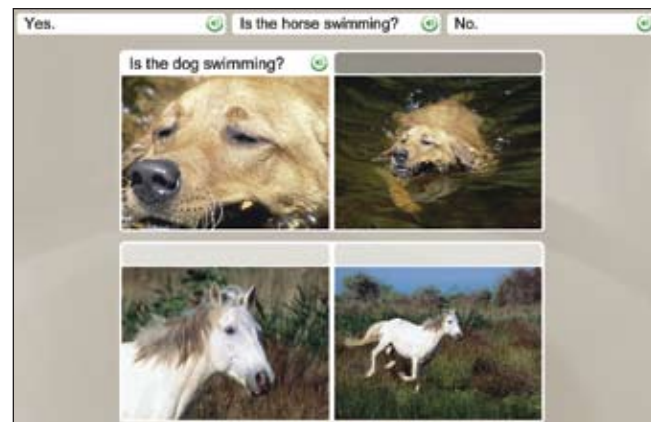 Yes.
Is the horse swimming?
No.
Is the dog swimming?